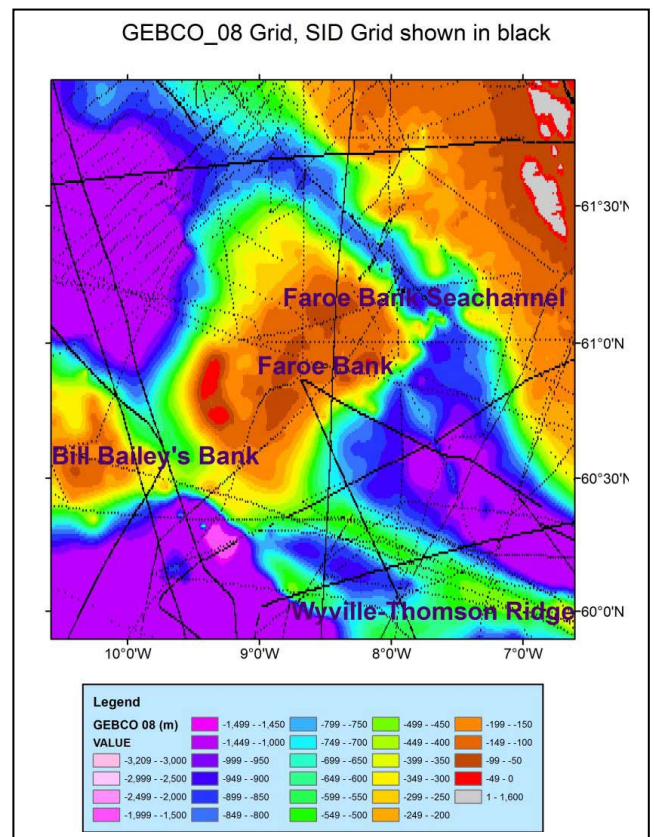 GEBCO_08 Grid, SID Grid shown in black
61°30'N
Faroe Bank Seachannel
61°0'N
Faroe Bank
Bill Bailey's Bank
60°30'N
Wyville-Thomson Ridge
60°0'N
10°0'W 9°0'W 8°0'W 7°0'W
Legend
GEBCO 08 (m)
VALUE
-3,209 - -3,000
-2,999 - -2,500
-2,499 - -2,000
-1,999 - -1,500
-1,499 - -1,450
-1,449 - -1,000
-999 - -950
-949 - -900
-899 - -850
-849 - -800
-799 - -750
-749 - -700
-699 - -650
-649 - -600
-599 - -550
-549 - -500
-499 - -450
-449 - -400
-399 - -350
-349 - -300
-299 - -250
-249 - -200
-199 - -150
-149 - -100
-99 - -50
-49 - 0
1 - 1,600